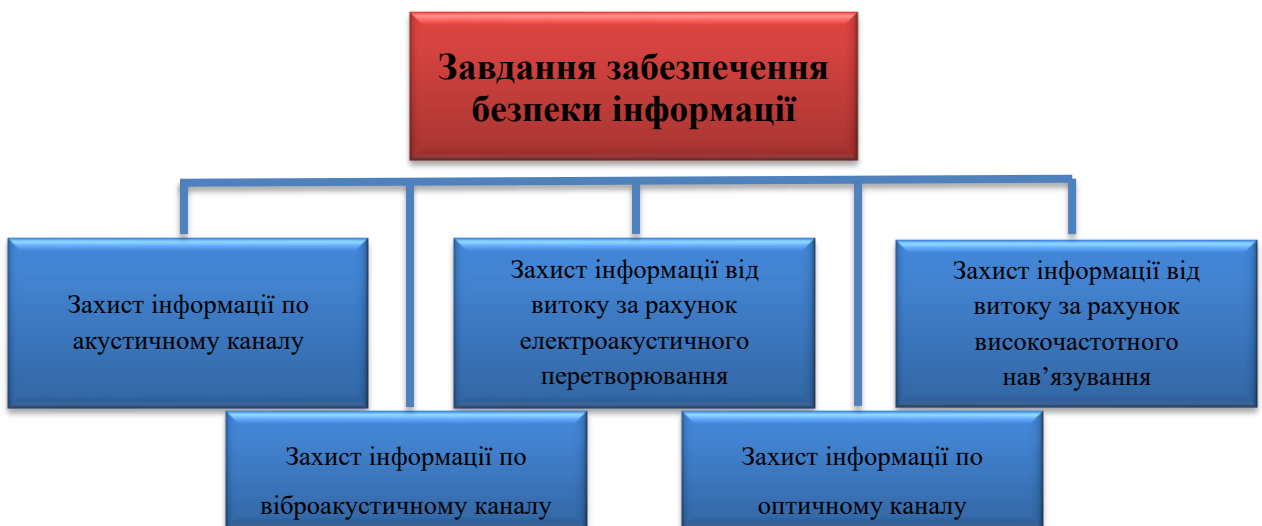 Завдання забезпечення
безпеки інформації
Захист інформації по
акустичному каналу
Захист інформації від
витоку за рахунок
електроакустичного
перетворювання
Захист інформації від
витоку за рахунок
високочастотного
нав’язування
Захист інформації по
віброакустичному каналу
Захист інформації по
оптичному каналу